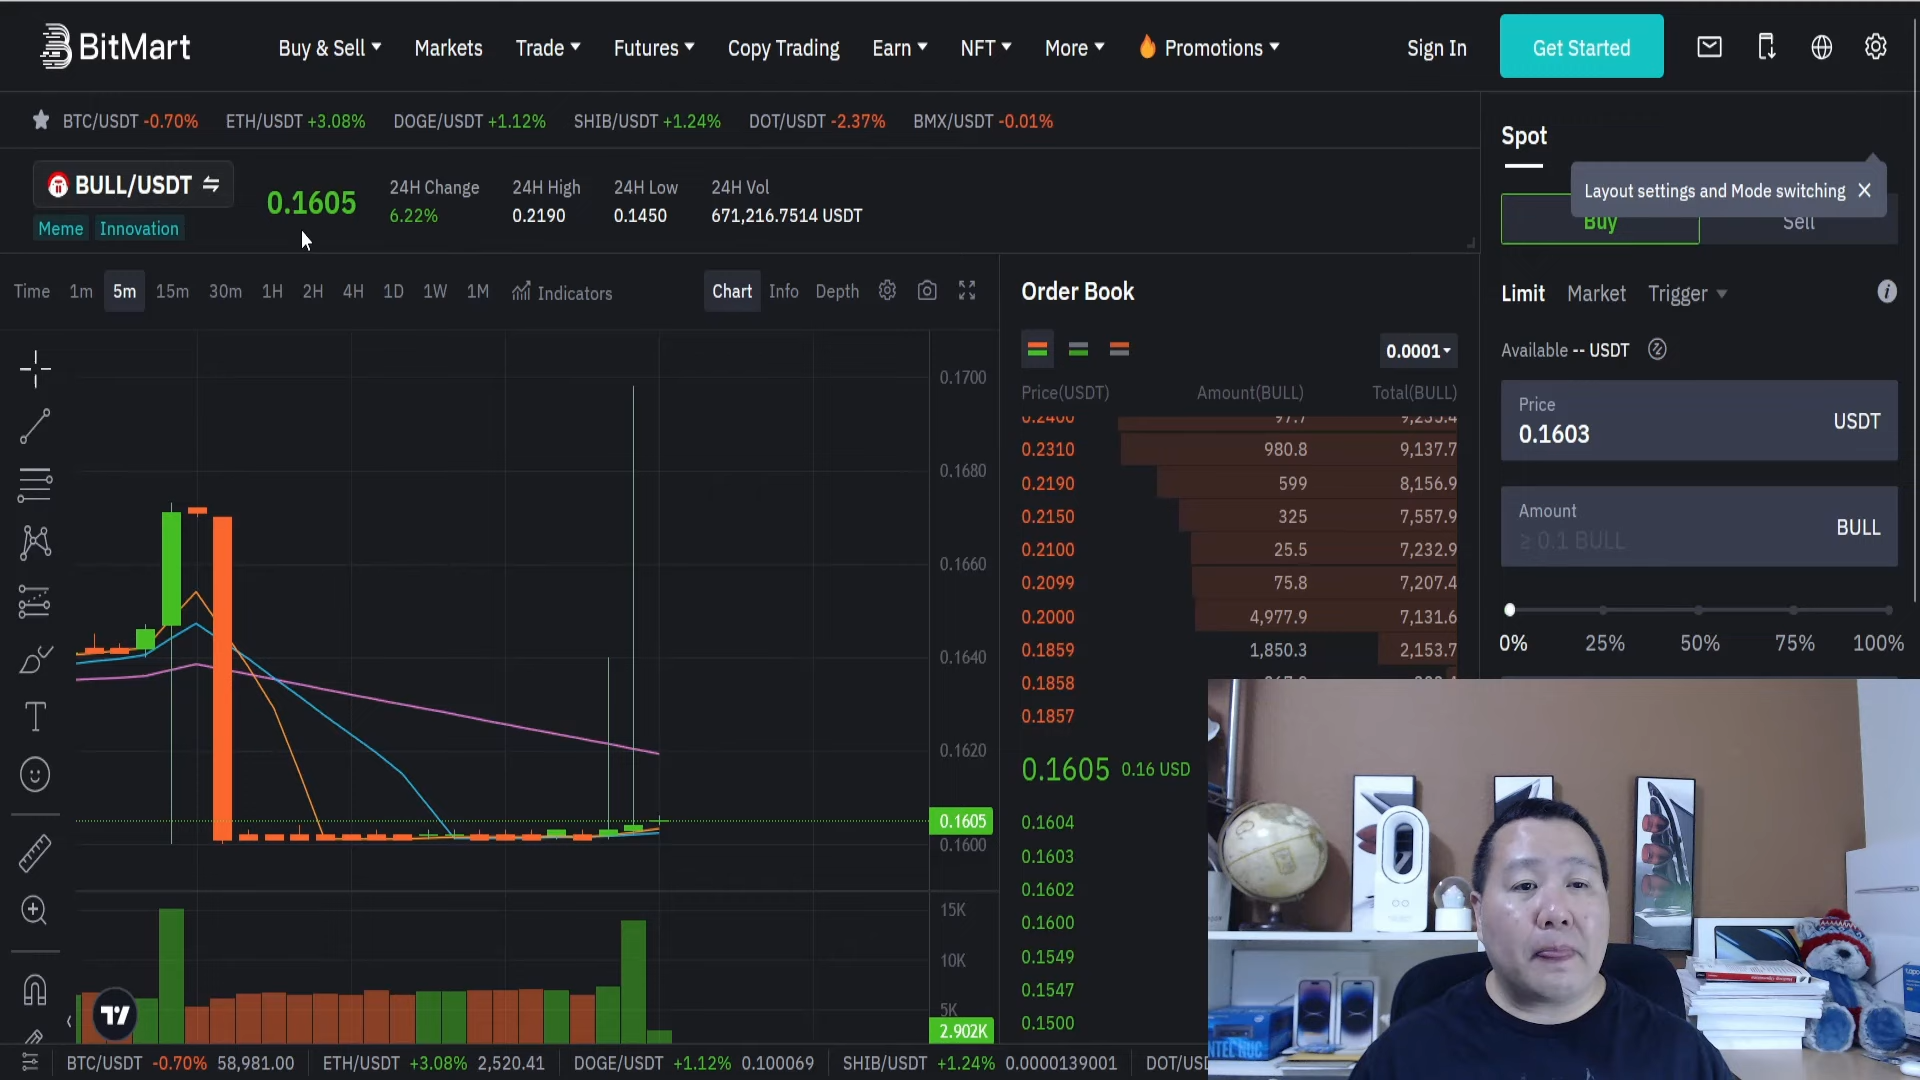 BitMart
Buy & Sell Markets Trade Futures Copy Trading Earn NFT More Promotions Sign In Get Started
BTC/USDT -0.70% ETH/USDT +3.08% DOGE/USDT +1.12% SHIB/USDT +1.24% DOT/USDT -2.37% BMX/USDT -0.01%
BULL/USDT
Meme Innovation
0.1605
24H Change 24H High 24H Low 24H Vol
6.22% 0.2190 0.1450 671,216.7514 USDT
Spot
Layout settings and Mode switching
Buy Sell
Time 1m 5m 15m 30m 1H 2H 4H 1D 1W 1M Indicators Chart Info Depth
0.1700
0.1680
0.1660
0.1640
0.1620
0.1605
0.1600
15K
10K
5K
2.902K
Order Book
0.0001
Price(USDT) Amount(BULL) Total(BULL)
0.2400 97.7 9,235.4
0.2310 980.8 9,137.7
0.2190 599 8,156.9
0.2150 325 7,557.9
0.2100 25.5 7,232.9
0.2099 75.8 7,207.4
0.2000 4,977.9 7,131.6
0.1859 1,850.3 2,153.7
0.1858
0.1857
0.1605 0.16 USD
0.1604
0.1603
0.1602
0.1600
0.1549
0.1547
0.1500
Limit Market Trigger
Available -- USDT
Price
0.1603 USDT
Amount
≥ 0.1 BULL BULL
0% 25% 50% 75% 100%
BTC/USDT -0.70% 58,981.00 ETH/USDT +3.08% 2,520.41 DOGE/USDT +1.12% 0.100069 SHIB/USDT +1.24% 0.0000139001